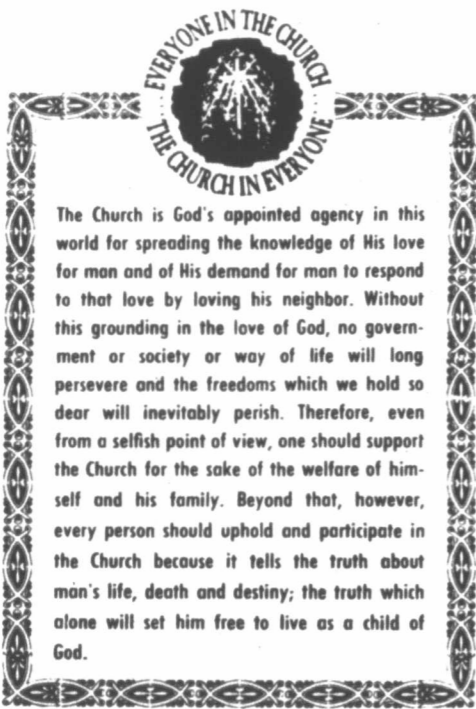 EVERYONE IN THE CHURCH
THE CHURCH IN EVERYONE
The Church is God's appointed agency in this
world for spreading the knowledge of His love
for man and of His demand for man to respond
to that love by loving his neighbor. Without
this grounding in the love of God, no govern-
ment or society or way of life will long
persevere and the freedoms which we hold so
dear will inevitably perish. Therefore, even
from a selfish point of view, one should support
the Church for the sake of the welfare of him-
self and his family. Beyond that, however,
every person should uphold and participate in
the Church because it tells the truth about
man's life, death and destiny; the truth which
alone will set him free to live as a child of
God.